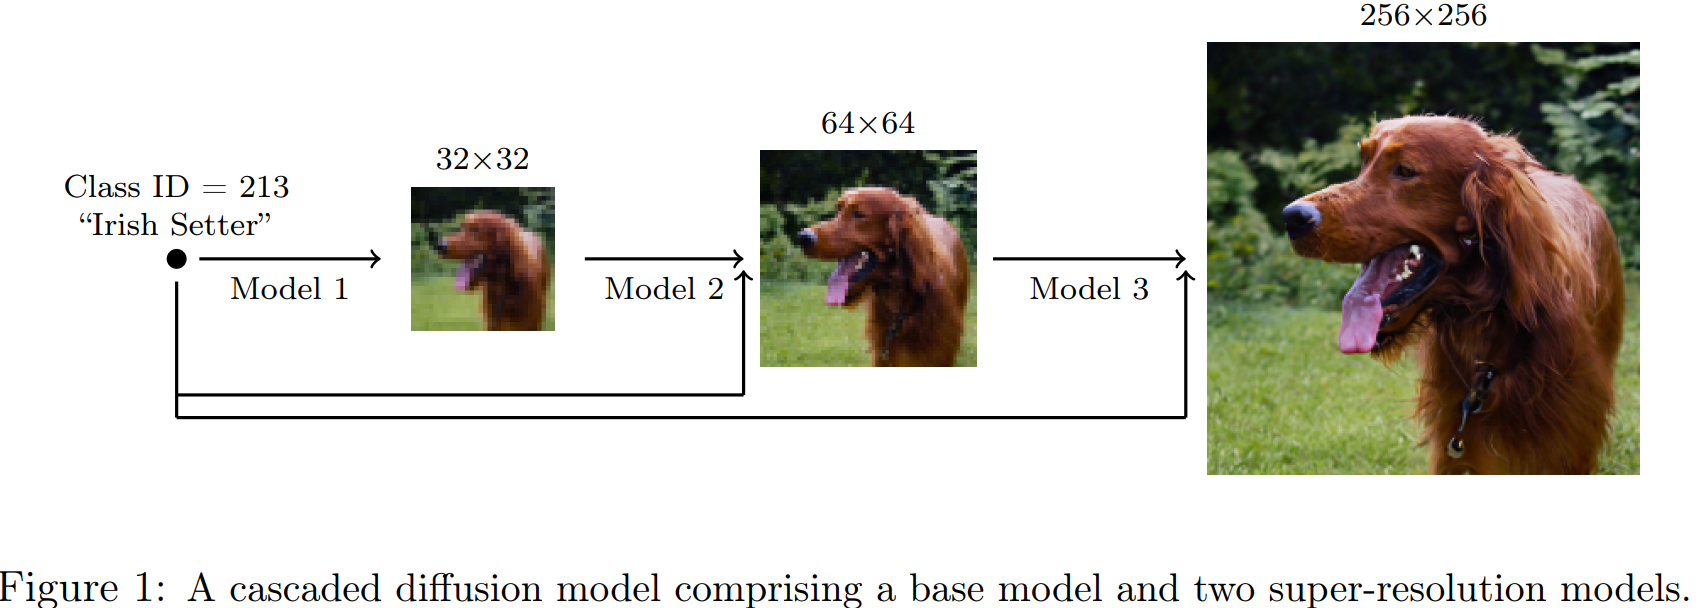 256×256
64×64
32×32
Class ID = 213
“Irish Setter”
Model 1
Model 2
Model 3
Figure 1: A cascaded diffusion model comprising a base model and two super-resolution models.